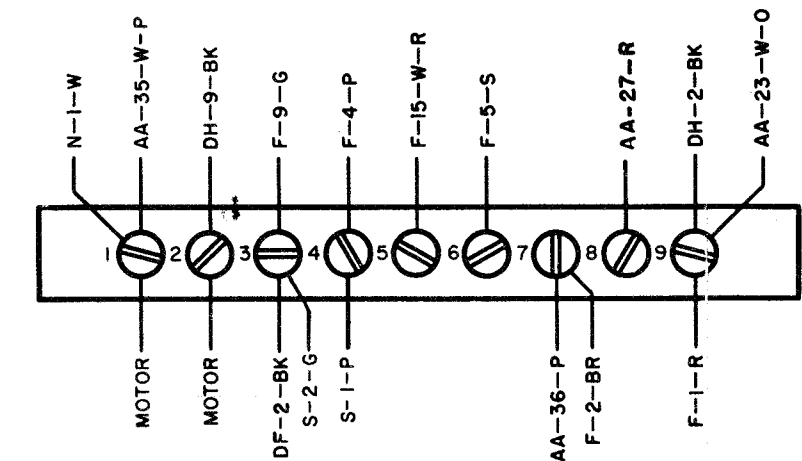 N-1-W
AA-35-W-P
DH-9-BK
F-9-G
F-4-P
F-15-W-R
F-5-S
AA-27-R
DH-2-BK
AA-23-W-O
1 2 3 4 5 6 7 8 9
MOTOR
MOTOR
DF-2-BK
S-2-G
S-1-P
AA-36-P
F-2-BR
F-1-R